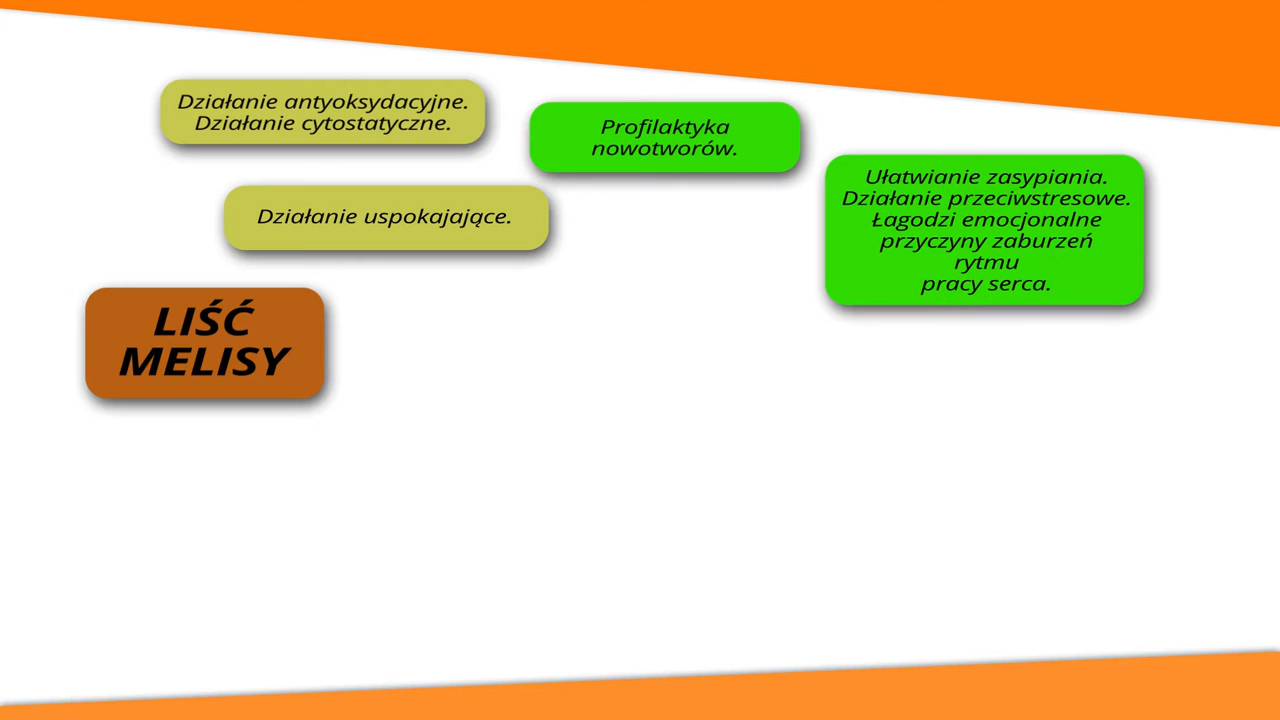 Działanie antyoksydacyjne.
Działanie cytostatyczne.
Profilaktyka
nowotworów.
Ułatwianie zasypiania.
Działanie przeciwstresowe.
Łagodzi emocjonalne
przyczyny zaburzeń
rytmu
pracy serca.
Działanie uspokajające.
LIŚĆ
MELISY